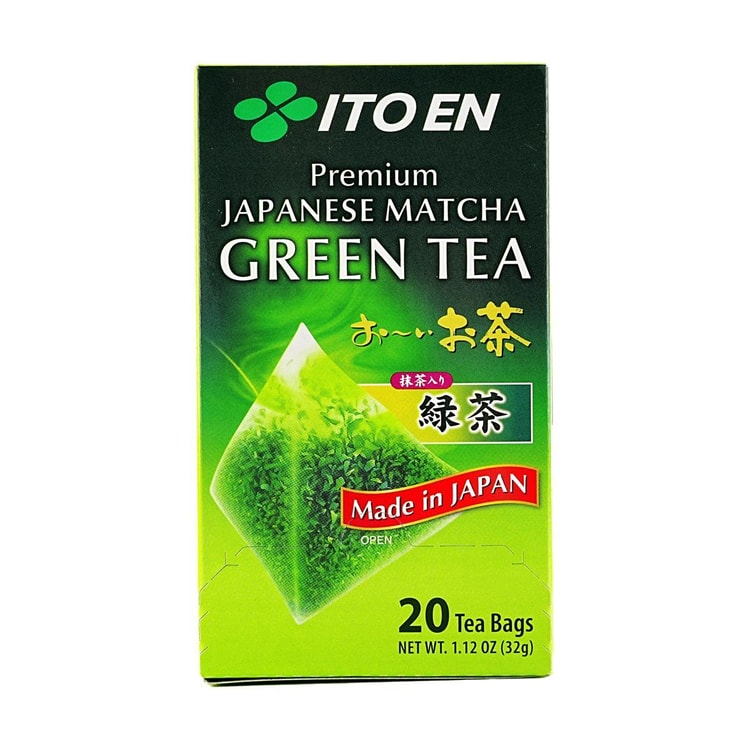 ITO EN
Premium
JAPANESE MATCHA
GREEN TEA
お～いお茶
抹茶入り
緑茶
Made in JAPAN
OPEN
20 Tea Bags
NET WT. 1.12 OZ (32g)